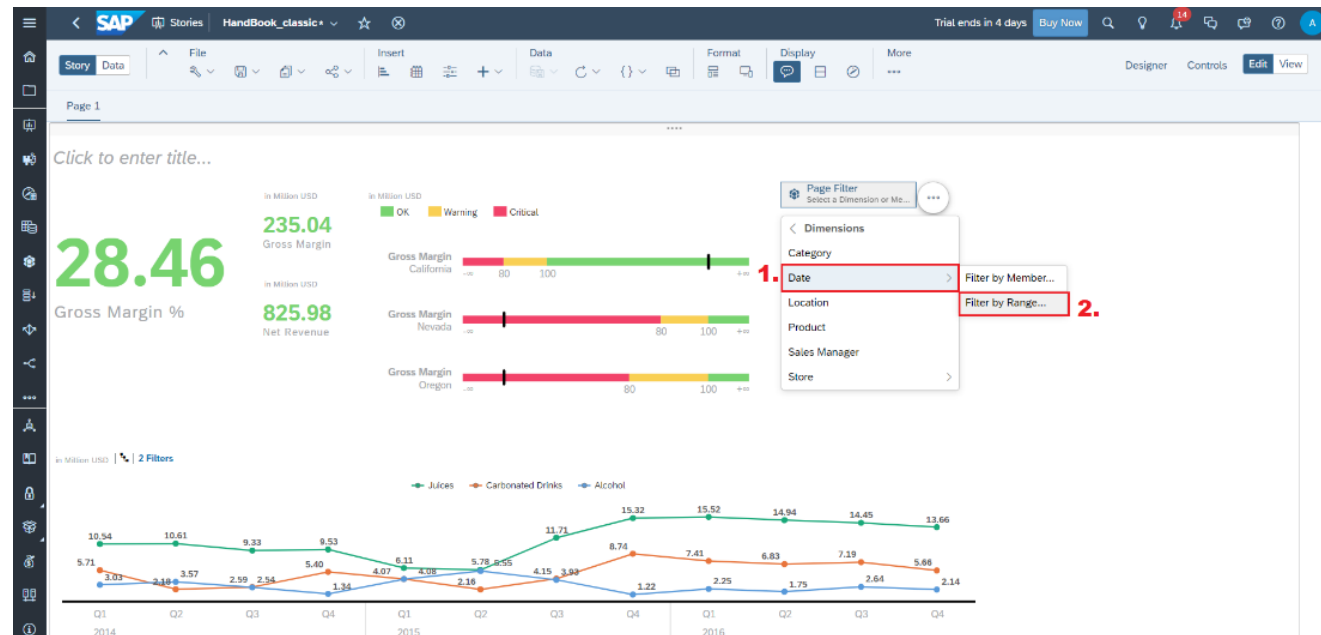 SAP Stories HandBook_classic* Trial ends in 4 days Buy Now 14 A
File Insert Data Format Display More
Story Data Designer Controls Edit View
Page 1
Click to enter title...
28.46
Gross Margin %
in Million USD
235.04
Gross Margin
in Million USD
825.98
Net Revenue
in Million USD
OK Warning Critical
Gross Margin
California
-∞ 80 100 +∞
Gross Margin
Nevada
-∞ 80 100 +∞
Gross Margin
Oregon
-∞ 80 100 +∞
Page Filter
Select a Dimension or Me...
Dimensions
Category
1. Date
Filter by Member...
Filter by Range... 2.
Location
Product
Sales Manager
Store
in Million USD 2 Filters
Juices Carbonated Drinks Alcohol
10.54 10.61 9.33 9.53 6.11 5.78 11.71 15.32 15.52 14.94 14.45 13.66
5.71 2.18 2.59 5.40 4.07 2.16 4.15 8.74 7.41 6.83 7.19 5.66
3.03 3.57 2.54 1.34 4.08 5.55 3.93 1.22 2.25 1.75 2.64 2.14
Q1 Q2 Q3 Q4 Q1 Q2 Q3 Q4 Q1 Q2 Q3 Q4
2014 2015 2016